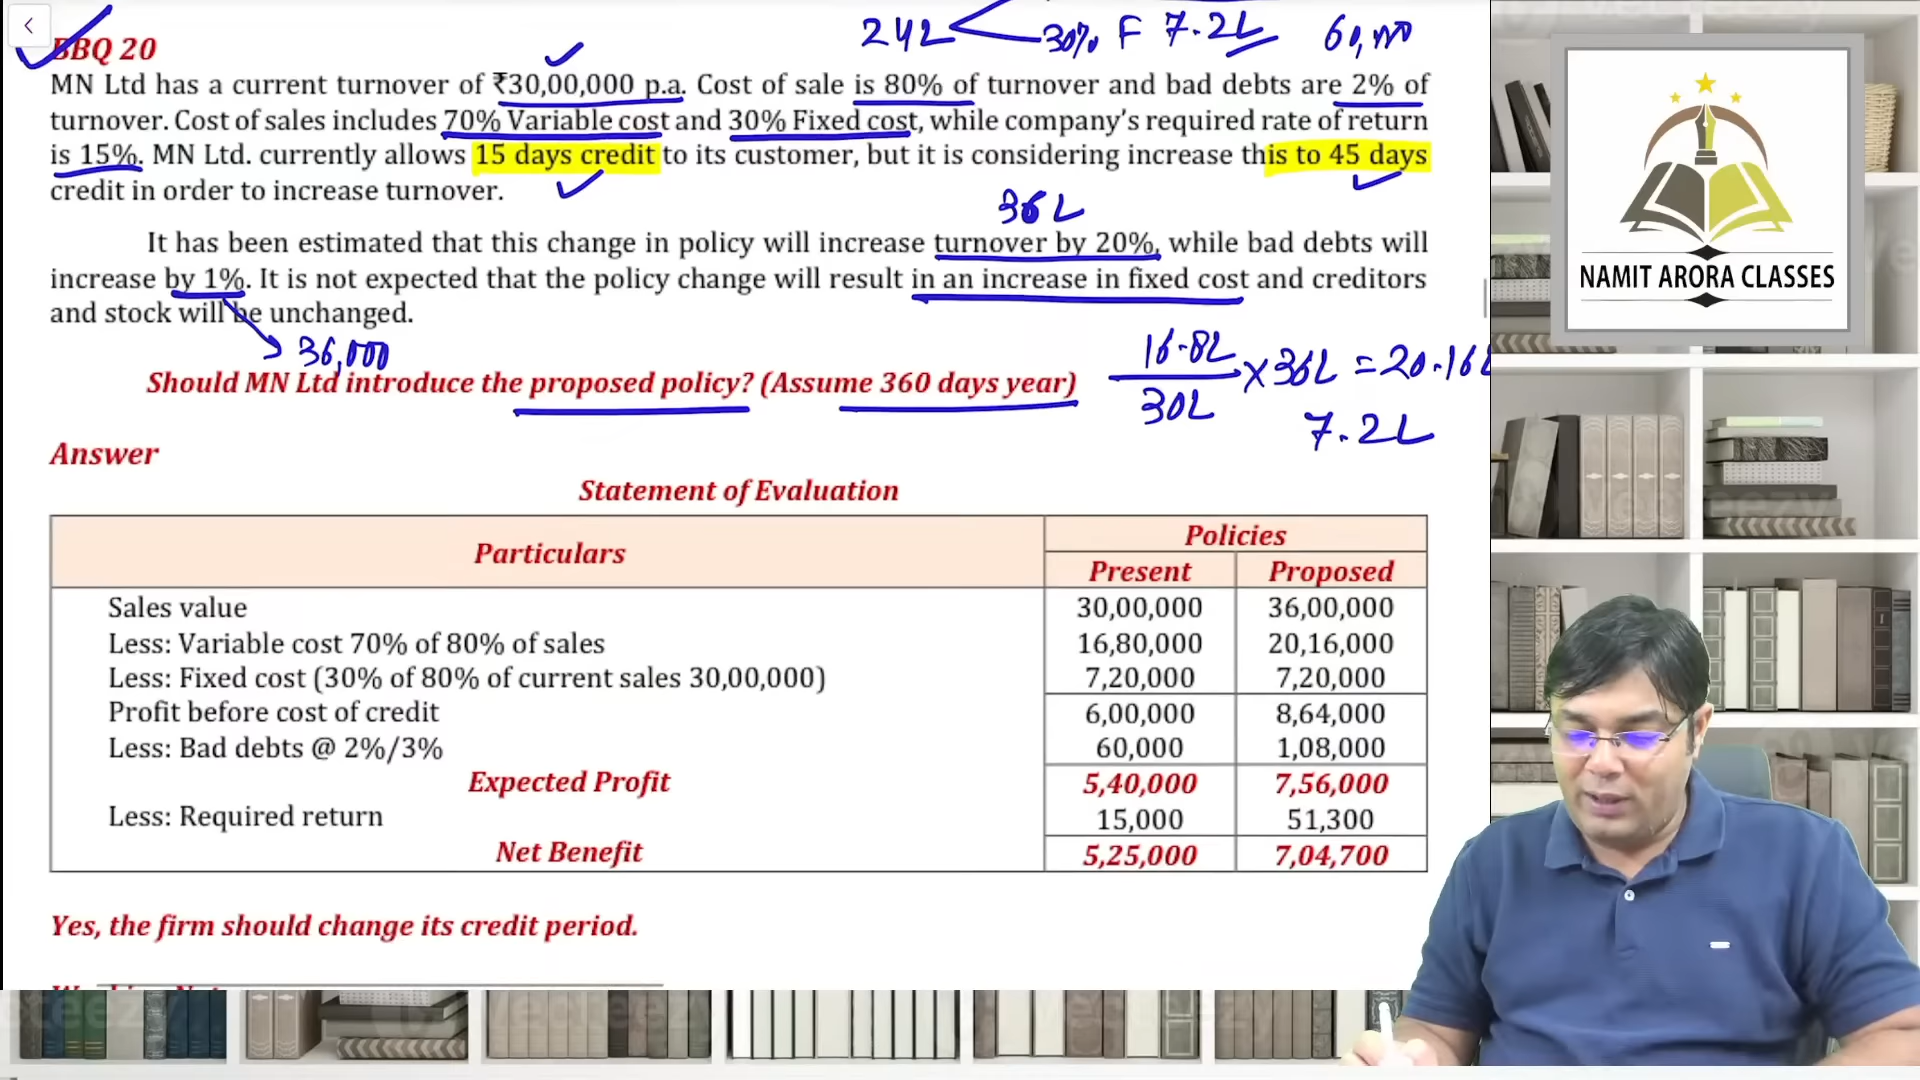 24L 30% F 7.2L 60,000
BBQ 20
MN Ltd has a current turnover of ₹30,00,000 p.a. Cost of sale is 80% of turnover and bad debts are 2% of
turnover. Cost of sales includes 70% Variable cost and 30% Fixed cost, while company's required rate of return
is 15%. MN Ltd. currently allows 15 days credit to its customer, but it is considering increase this to 45 days
credit in order to increase turnover.
36L
It has been estimated that this change in policy will increase turnover by 20%, while bad debts will
increase by 1%. It is not expected that the policy change will result in an increase in fixed cost and creditors
and stock will be unchanged.
36,000
16.8L
30L
×36L = 20.16L
7.2L
Should MN Ltd introduce the proposed policy? (Assume 360 days year)
Answer
Statement of Evaluation
Particulars Policies
Present Proposed
Sales value 30,00,000 36,00,000
Less: Variable cost 70% of 80% of sales 16,80,000 20,16,000
Less: Fixed cost (30% of 80% of current sales 30,00,000) 7,20,000 7,20,000
Profit before cost of credit 6,00,000 8,64,000
Less: Bad debts @ 2%/3% 60,000 1,08,000
Expected Profit 5,40,000 7,56,000
Less: Required return 15,000 51,300
Net Benefit 5,25,000 7,04,700
Yes, the firm should change its credit period.
NAMIT ARORA CLASSES